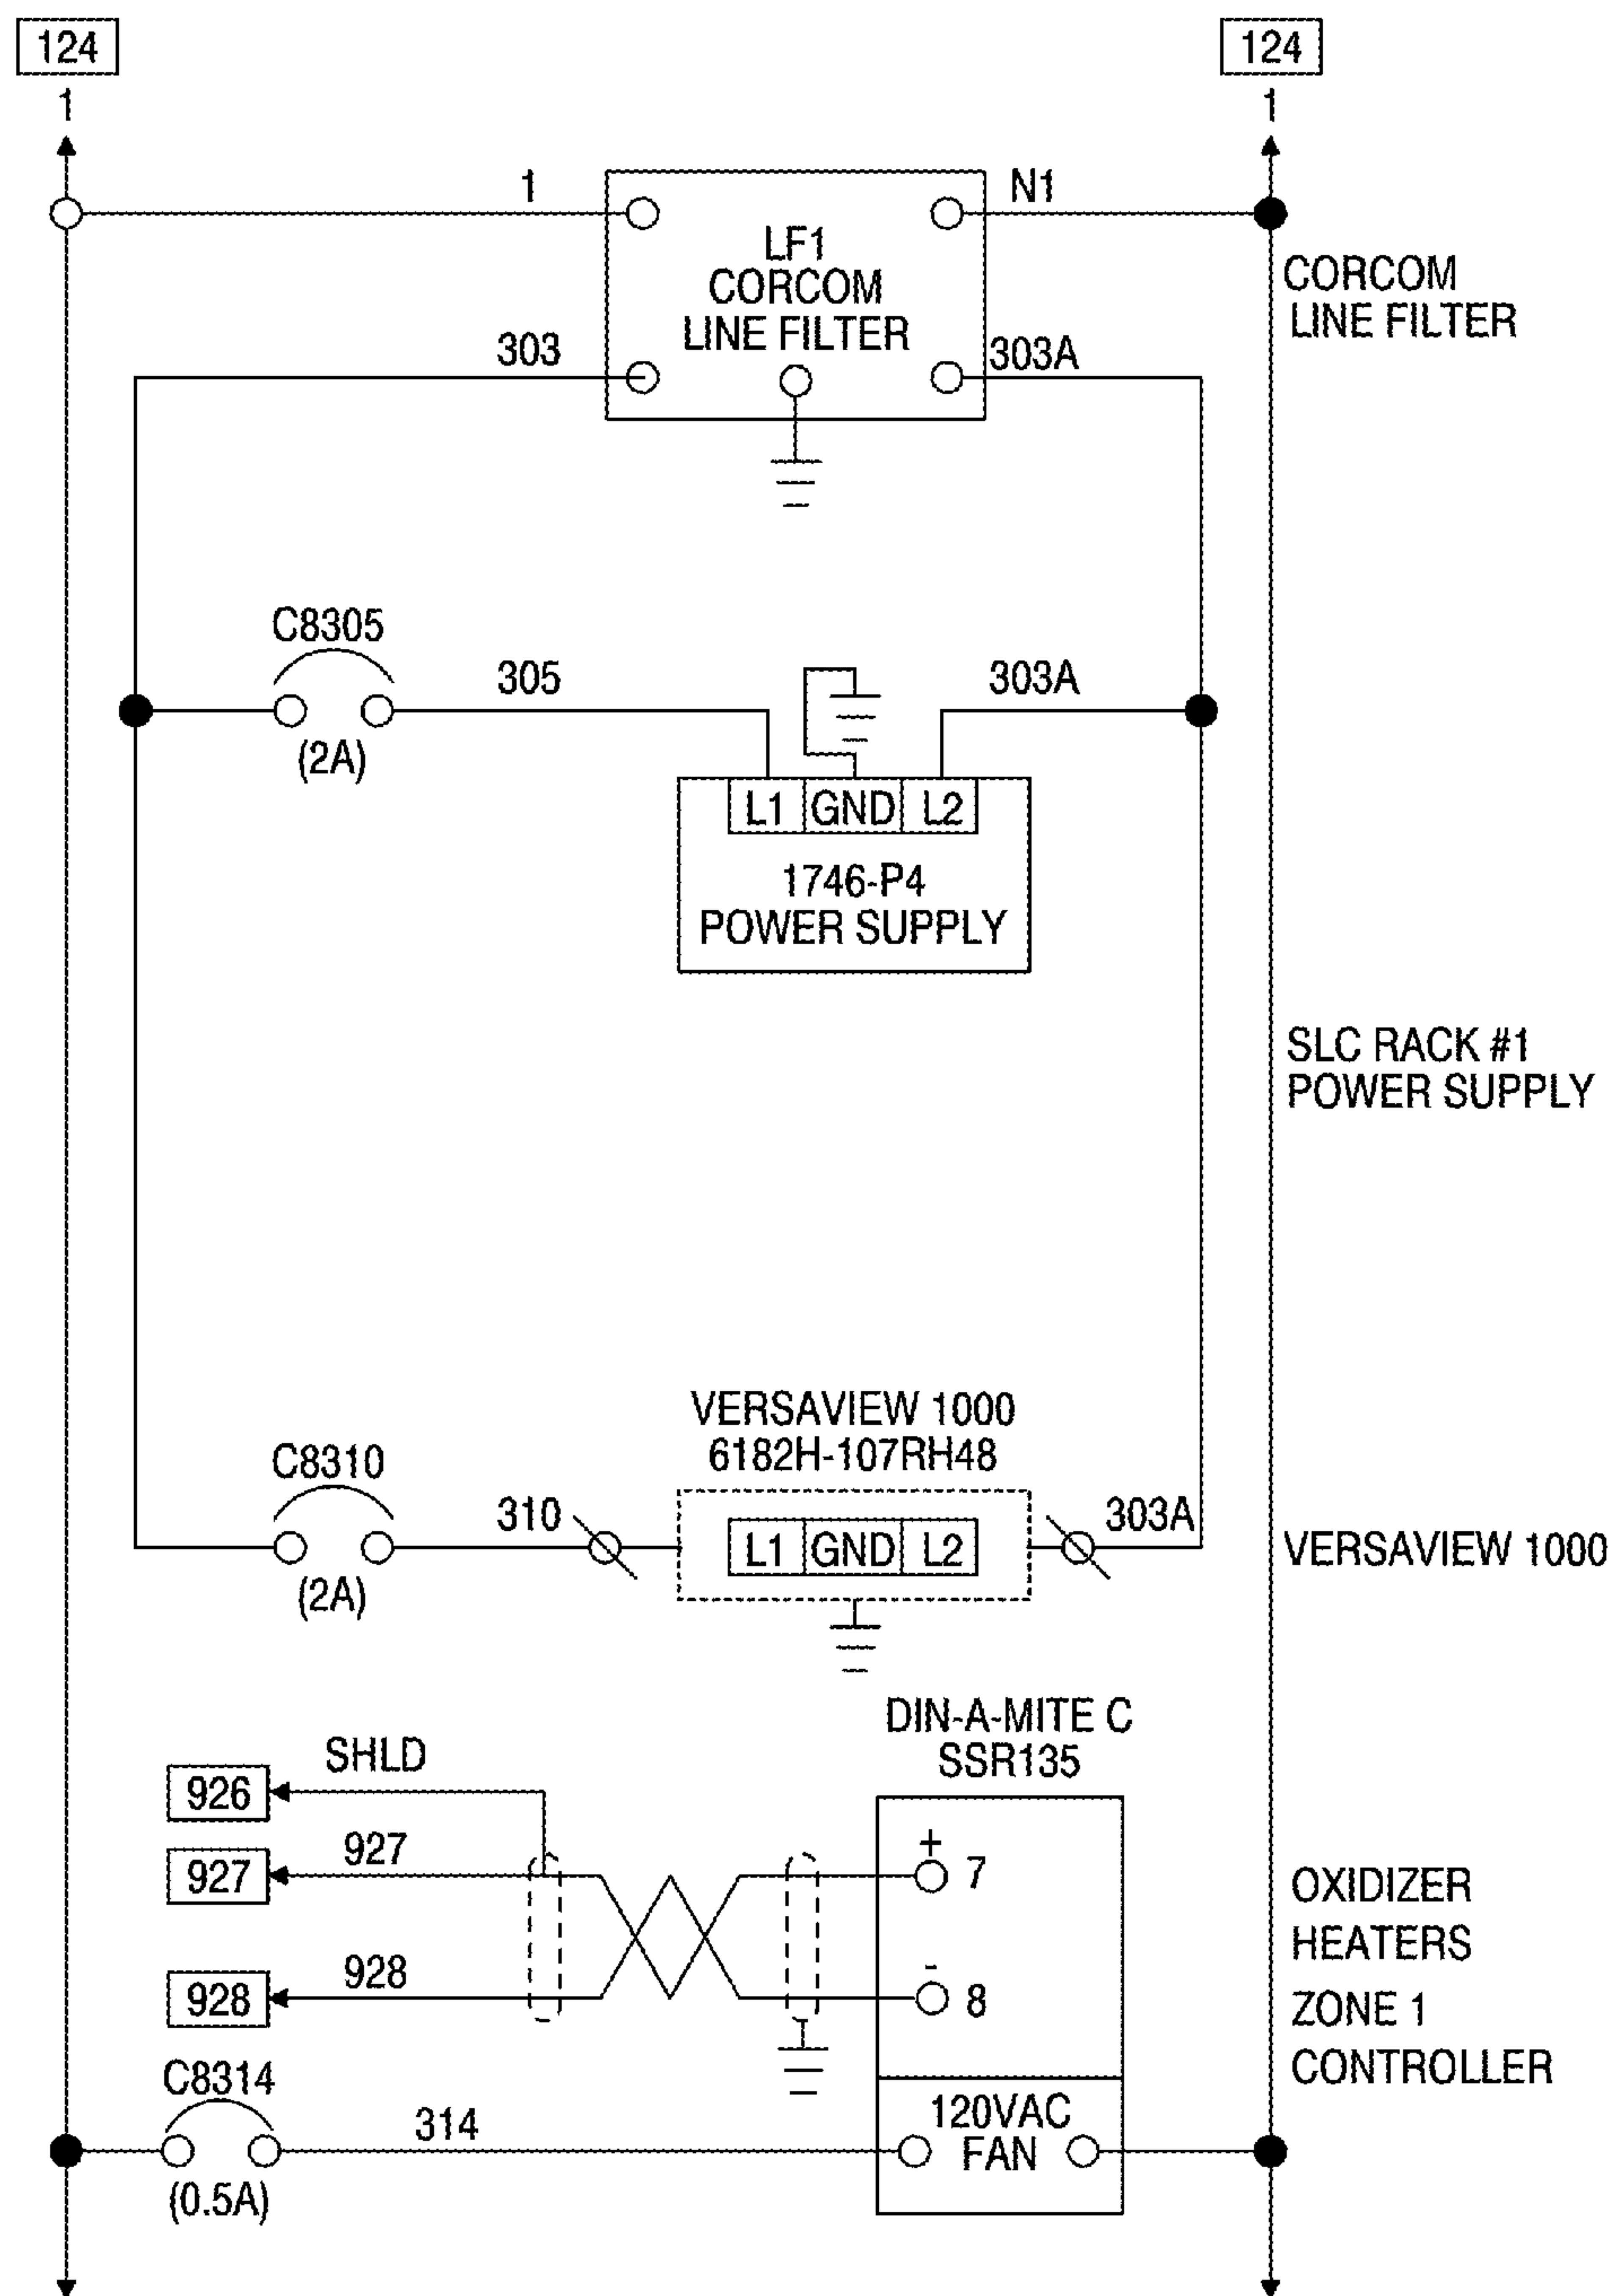 124
124
1
1
1
N1
LF1
CORCOM
LINE FILTER
CORCOM
LINE FILTER
303
303A
C8305
305
303A
(2A)
L1 GND L2
1746-P4
POWER SUPPLY
SLC RACK #1
POWER SUPPLY
VERSAVIEW 1000
6182H-107RH48
C8310
310
303A
L1 GND L2
VERSAVIEW 1000
(2A)
DIN-A-MITE C
SSR135
SHLD
926
927
927
+
7
928
928
-
8
OXIDIZER
HEATERS
ZONE 1
CONTROLLER
C8314
314
120VAC
FAN
(0.5A)